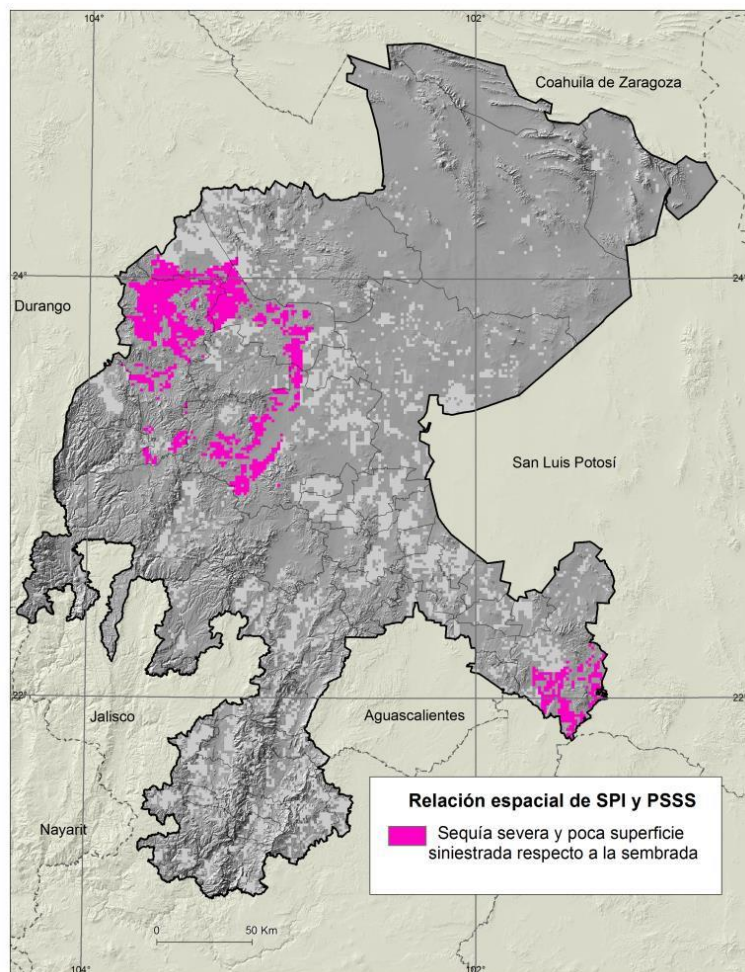 104°
102°
Coahuila de Zaragoza
24°
24°
Durango
San Luis Potosí
22°
22°
Jalisco
Aguascalientes
Relación espacial de SPI y PSSS
Sequía severa y poca superficie
siniestrada respecto a la sembrada
Nayarit
0 50 Km
104°
102°